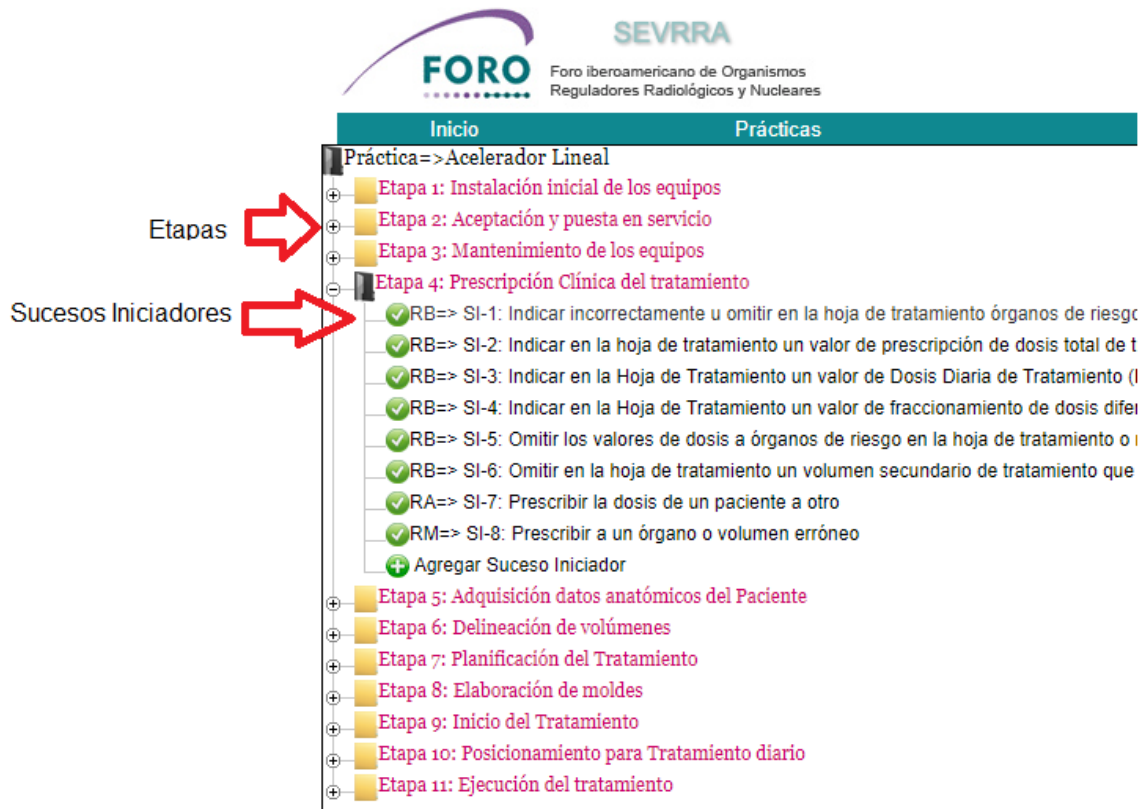 SEVRRA
FORO
Foro iberoamericano de Organismos
Reguladores Radiológicos y Nucleares
Inicio Prácticas
Práctica=>Acelerador Lineal
Etapa 1: Instalación inicial de los equipos
Etapas
Etapa 2: Aceptación y puesta en servicio
Etapa 3: Mantenimiento de los equipos
Etapa 4: Prescripción Clínica del tratamiento
Sucesos Iniciadores
RB=> SI-1: Indicar incorrectamente u omitir en la hoja de tratamiento órganos de riesgo
RB=> SI-2: Indicar en la hoja de tratamiento un valor de prescripción de dosis total de t
RB=> SI-3: Indicar en la Hoja de Tratamiento un valor de Dosis Diaria de Tratamiento (
RB=> SI-4: Indicar en la Hoja de Tratamiento un valor de fraccionamiento de dosis difer
RB=> SI-5: Omitir los valores de dosis a órganos de riesgo en la hoja de tratamiento o
RB=> SI-6: Omitir en la hoja de tratamiento un volumen secundario de tratamiento que
RA=> SI-7: Prescribir la dosis de un paciente a otro
RM=> SI-8: Prescribir a un órgano o volumen erróneo
Agregar Suceso Iniciador
Etapa 5: Adquisición datos anatómicos del Paciente
Etapa 6: Delineación de volúmenes
Etapa 7: Planificación del Tratamiento
Etapa 8: Elaboración de moldes
Etapa 9: Inicio del Tratamiento
Etapa 10: Posicionamiento para Tratamiento diario
Etapa 11: Ejecución del tratamiento